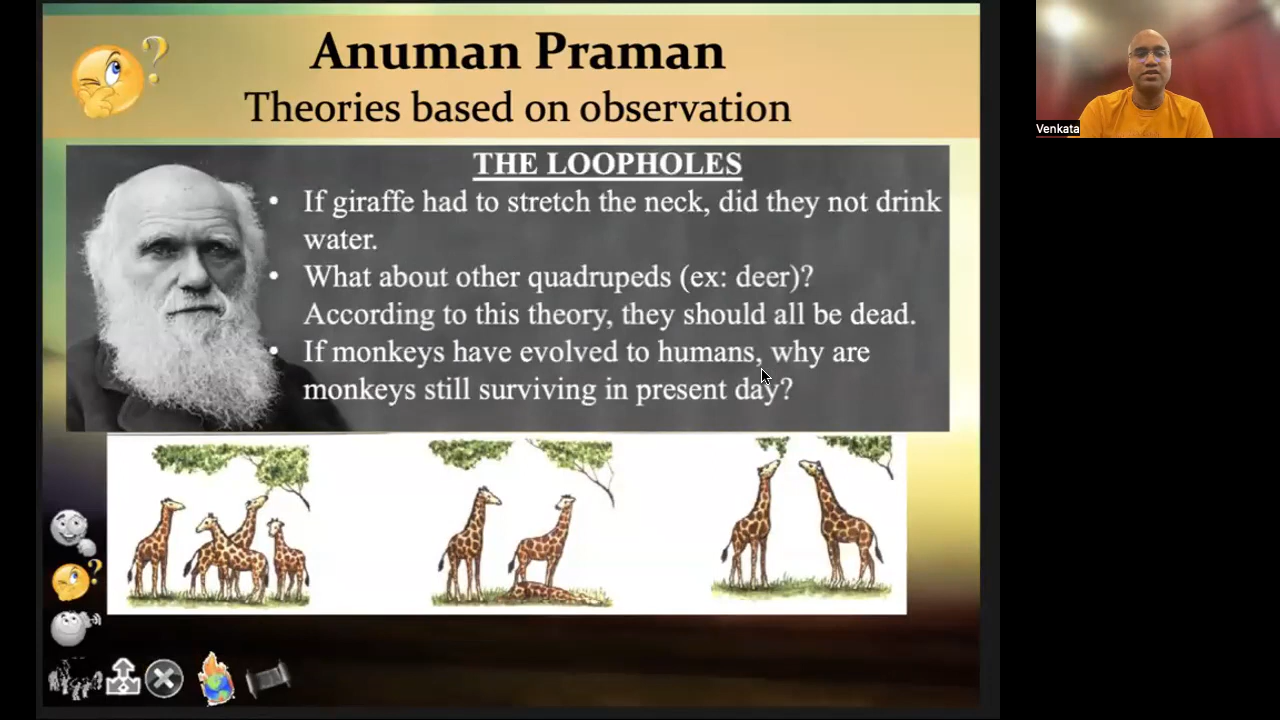 Anuman Praman
Theories based on observation
THE LOOPHOLES
• If giraffe had to stretch the neck, did they not drink
water.
• What about other quadrupeds (ex: deer)?
According to this theory, they should all be dead.
• If monkeys have evolved to humans, why are
monkeys still surviving in present day?
Venkata